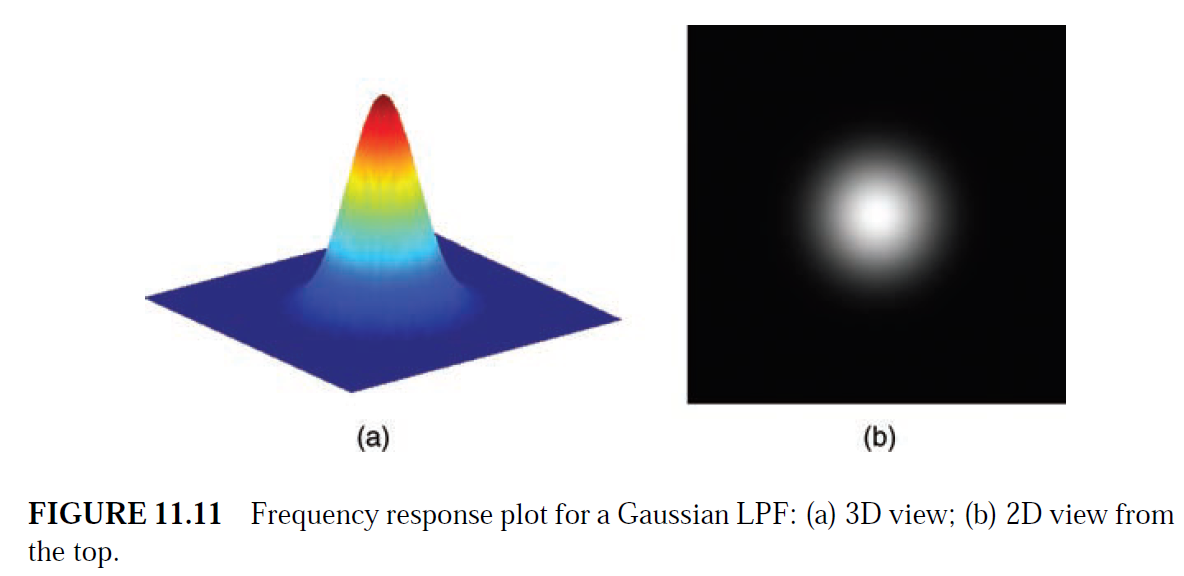 (a)
(b)
FIGURE 11.11 Frequency response plot for a Gaussian LPF: (a) 3D view; (b) 2D view from
the top.